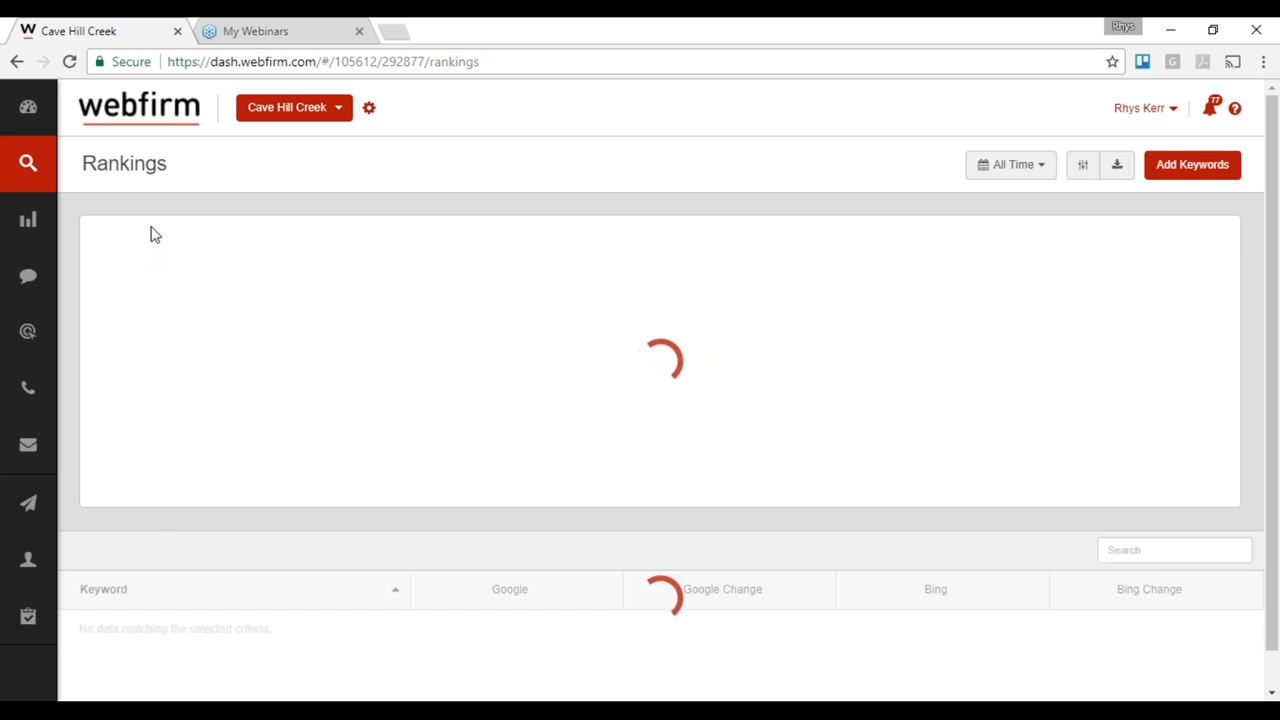 Cave Hill Creek
My Webinars
Rhys
Secure
https://dash.webfirm.com/#/105612/292877/rankings
webfirm
Cave Hill Creek
Rhys Kerr
77
Rankings
All Time
Add Keywords
Search
Keyword
Google
Google Change
Bing
Bing Change
No data matching the selected criteria.